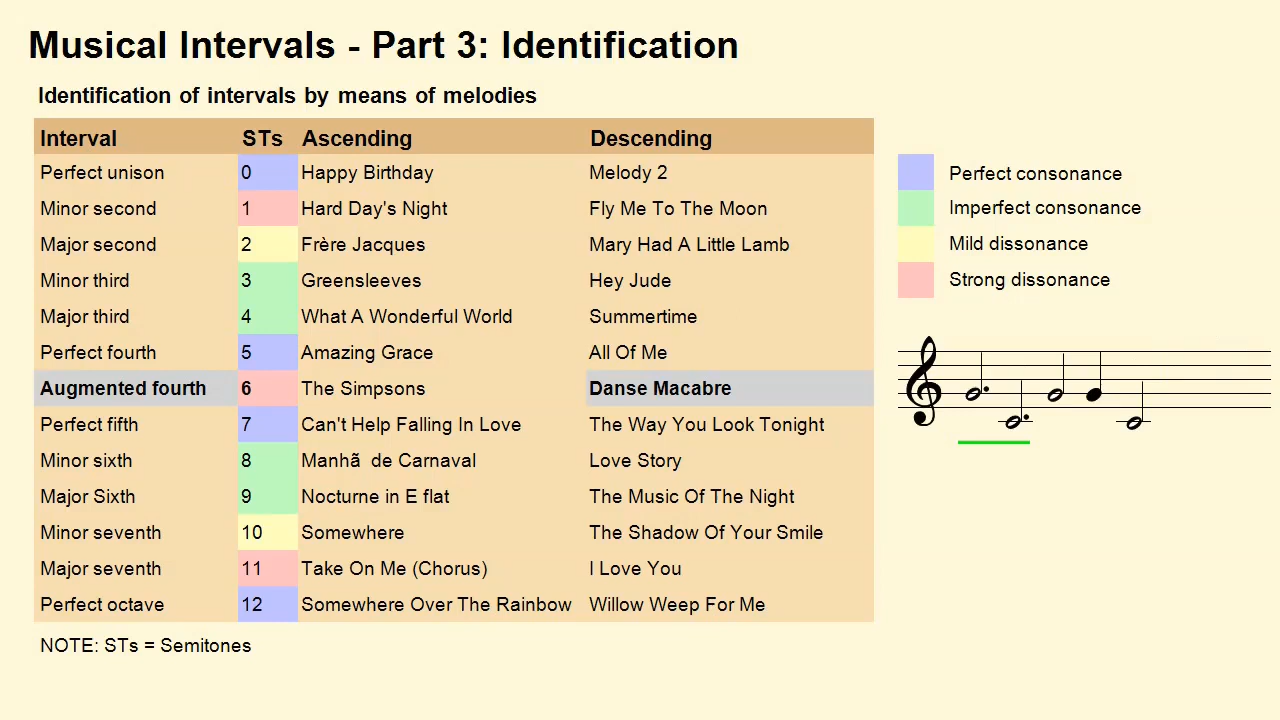 Musical Intervals - Part 3: Identification
Identification of intervals by means of melodies
Interval STs Ascending Descending
Perfect unison 0 Happy Birthday Melody 2
Minor second 1 Hard Day's Night Fly Me To The Moon
Major second 2 Frère Jacques Mary Had A Little Lamb
Minor third 3 Greensleeves Hey Jude
Major third 4 What A Wonderful World Summertime
Perfect fourth 5 Amazing Grace All Of Me
Augmented fourth 6 The Simpsons Danse Macabre
Perfect fifth 7 Can't Help Falling In Love The Way You Look Tonight
Minor sixth 8 Manhã de Carnaval Love Story
Major Sixth 9 Nocturne in E flat The Music Of The Night
Minor seventh 10 Somewhere The Shadow Of Your Smile
Major seventh 11 Take On Me (Chorus) I Love You
Perfect octave 12 Somewhere Over The Rainbow Willow Weep For Me
NOTE: STs = Semitones
Perfect consonance
Imperfect consonance
Mild dissonance
Strong dissonance